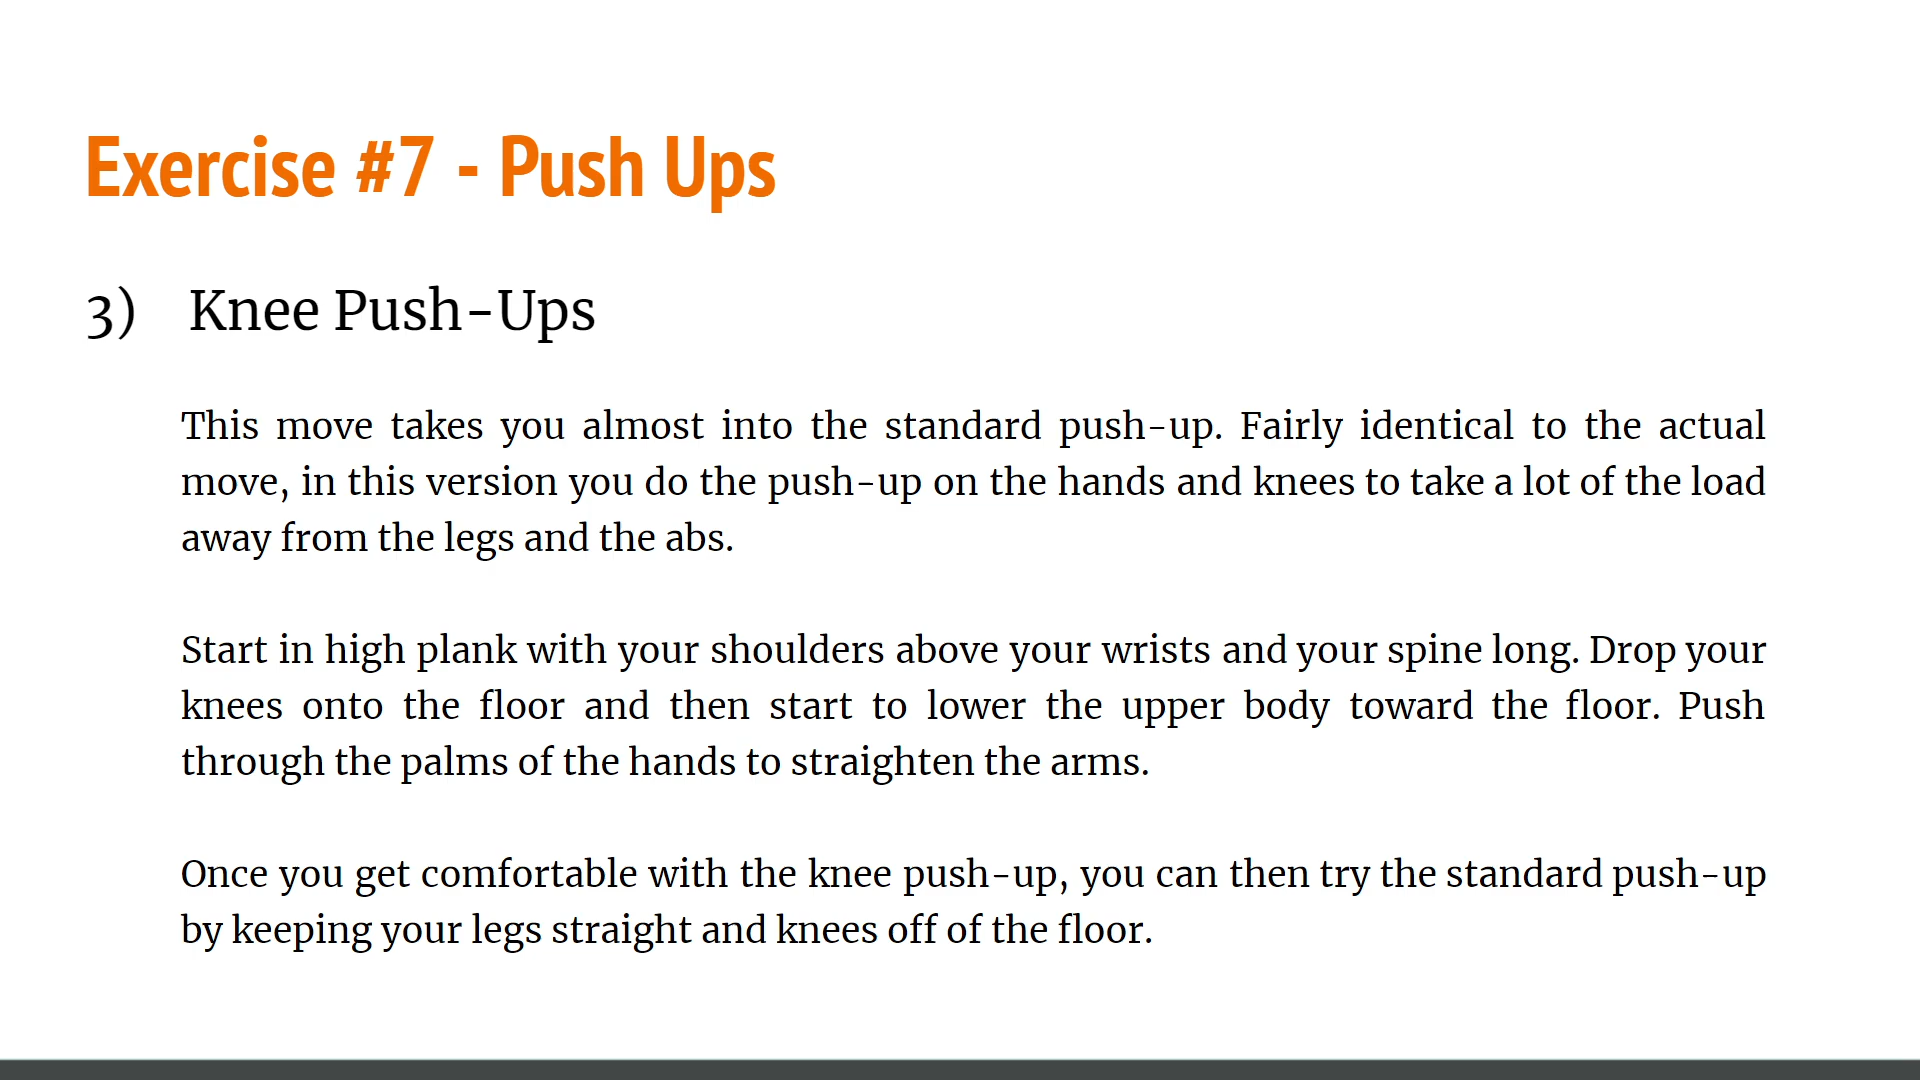 Exercise #7 - Push Ups
3) Knee Push-Ups
This move takes you almost into the standard push-up. Fairly identical to the actual
move, in this version you do the push-up on the hands and knees to take a lot of the load
away from the legs and the abs.
Start in high plank with your shoulders above your wrists and your spine long. Drop your
knees onto the floor and then start to lower the upper body toward the floor. Push
through the palms of the hands to straighten the arms.
Once you get comfortable with the knee push-up, you can then try the standard push-up
by keeping your legs straight and knees off of the floor.